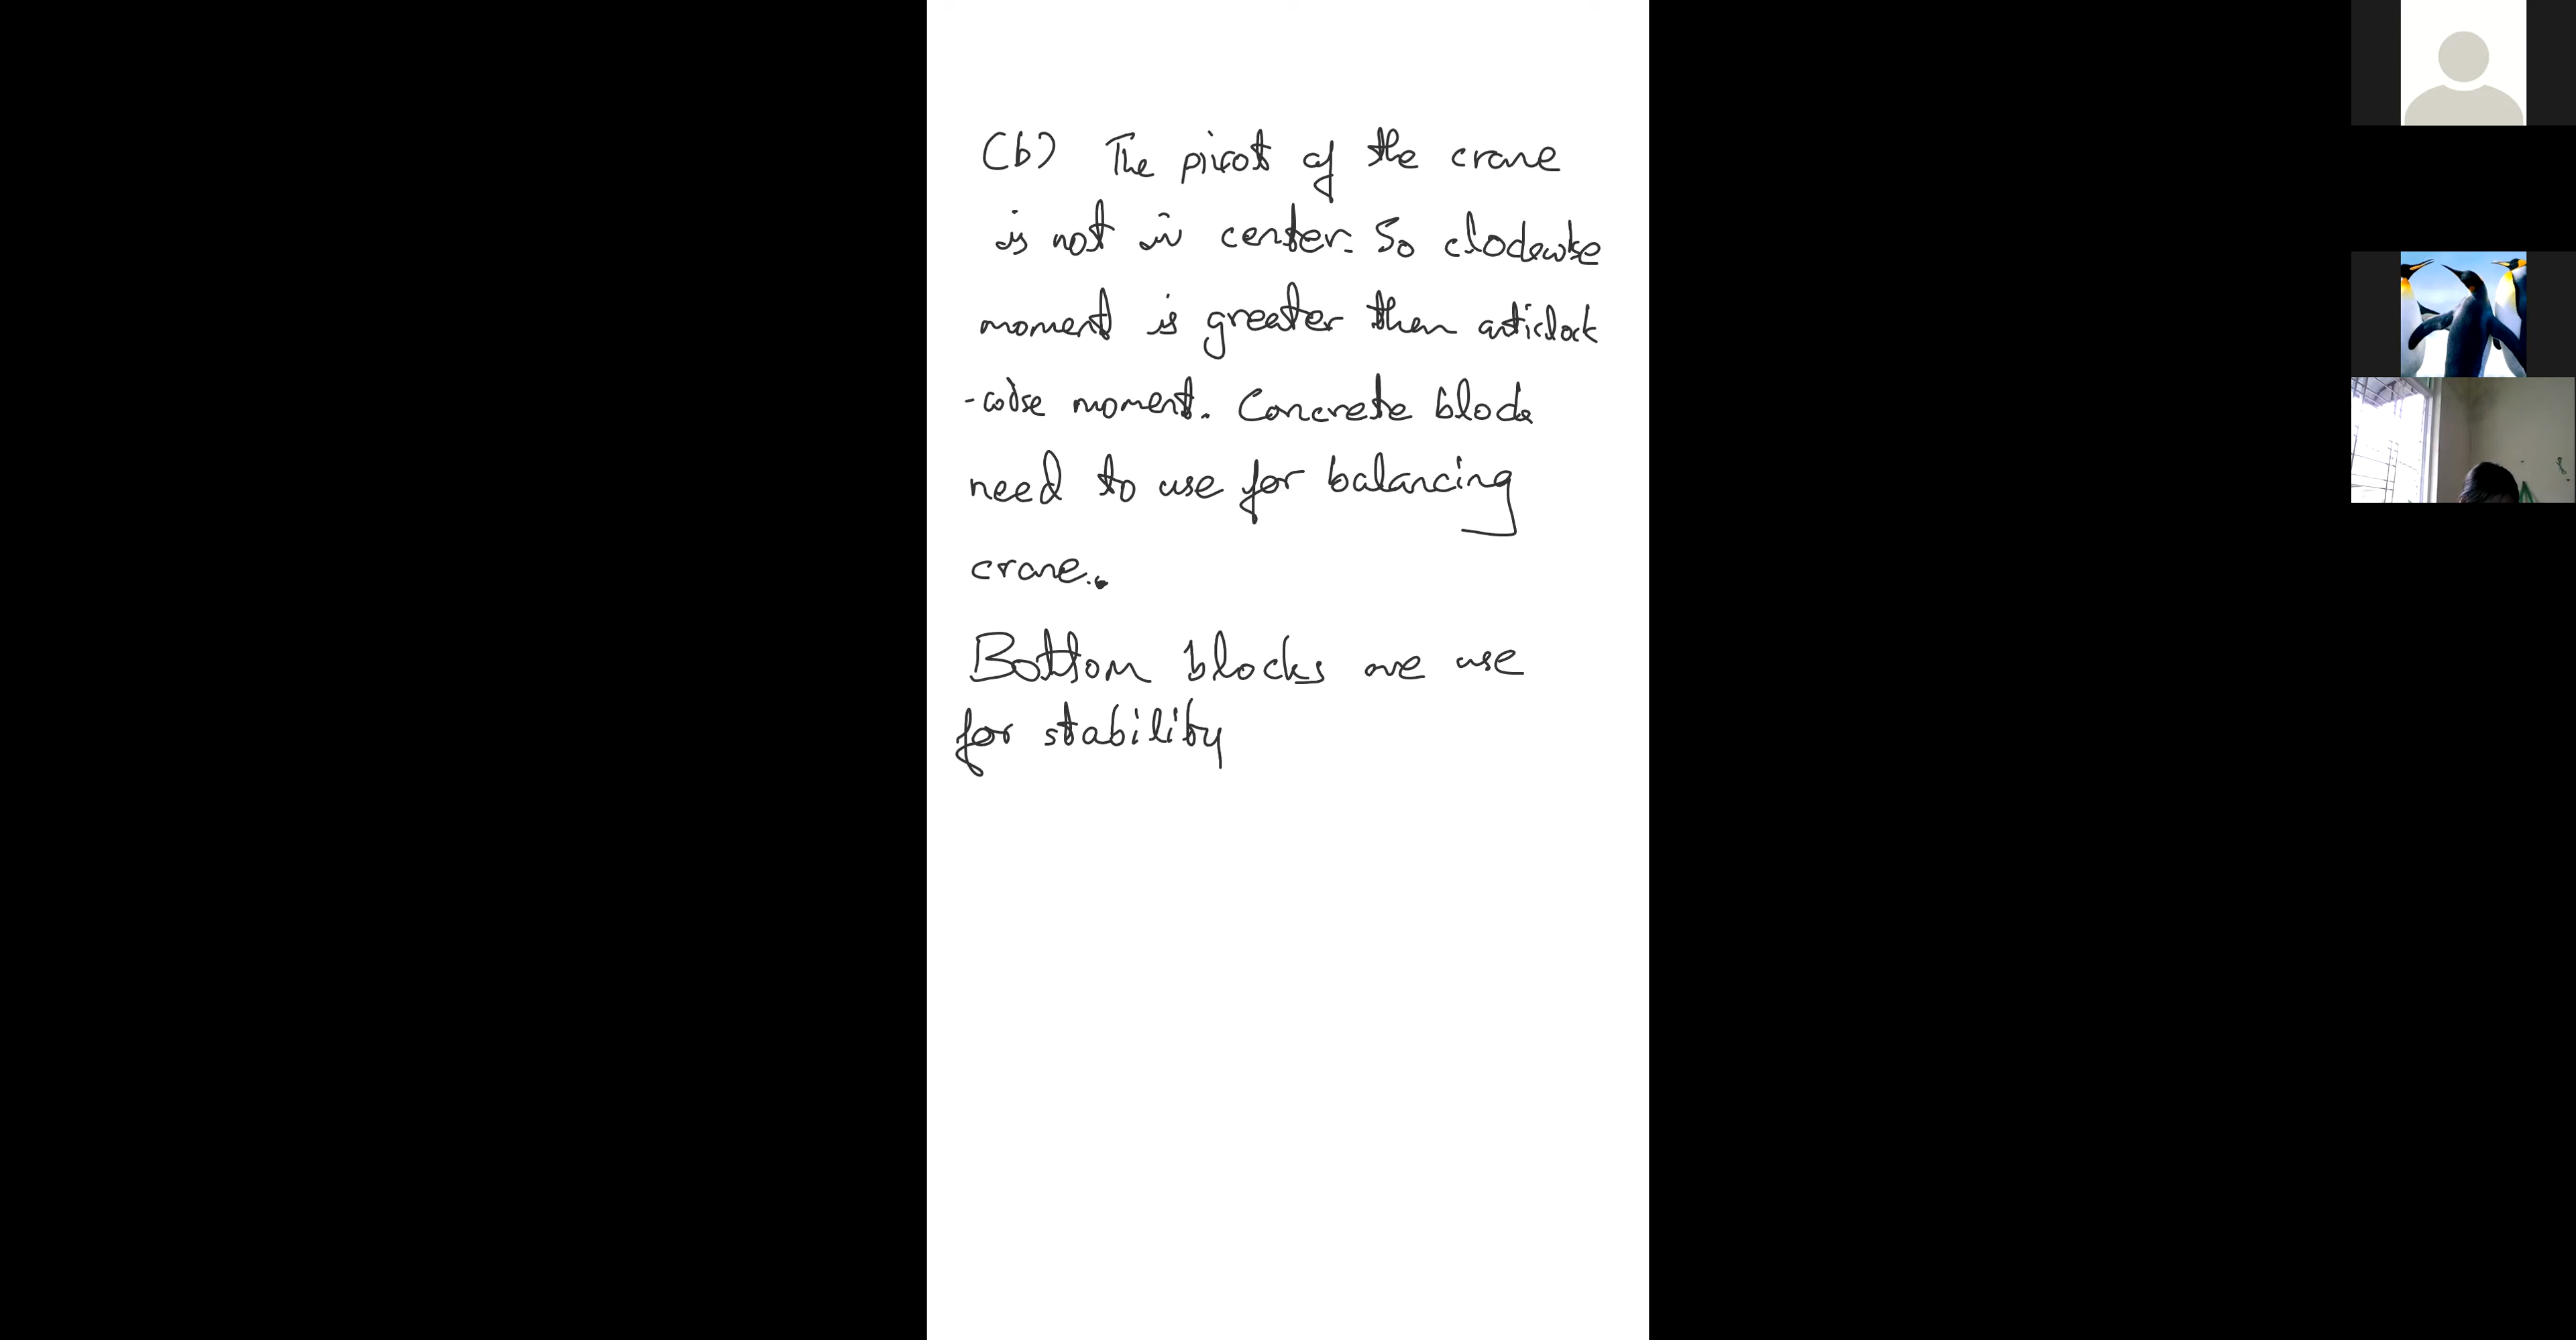 (b) The pivot of the crane
is not in center. So clockwise
moment is greater then anticlock
-wise moment. Concrete block
need to use for balancing
crane.
Bottom blocks are use
for stability